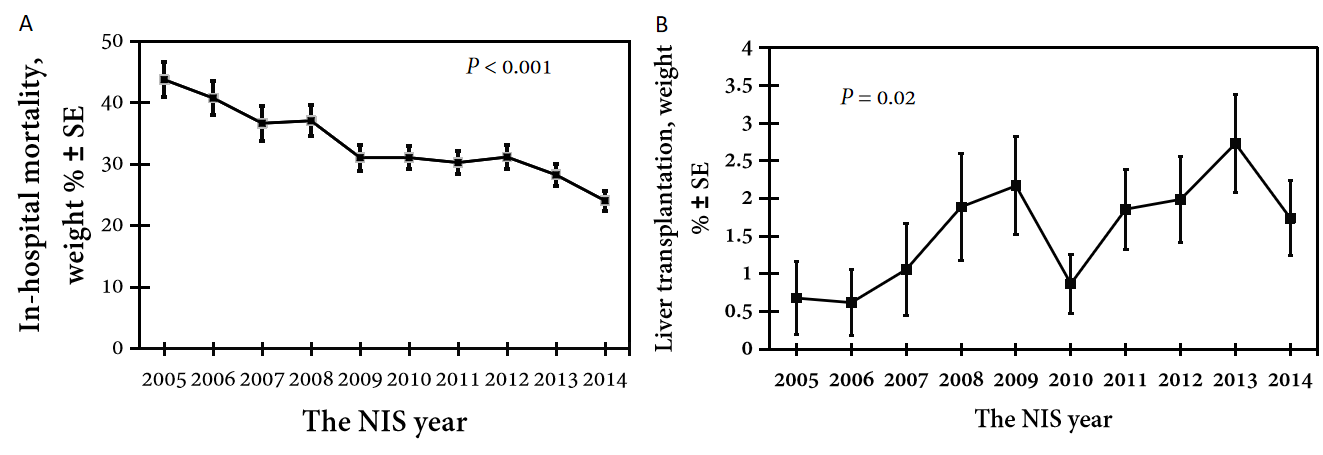 A
In-hospital mortality,
weight % ± SE
50
40
30
20
10
0
P < 0.001
2005 2006 2007 2008 2009 2010 2011 2012 2013 2014
The NIS year
B
Liver transplantation, weight
% ± SE
4
3.5
3
2.5
2
1.5
1
0.5
0
P = 0.02
2005 2006 2007 2008 2009 2010 2011 2012 2013 2014
The NIS year